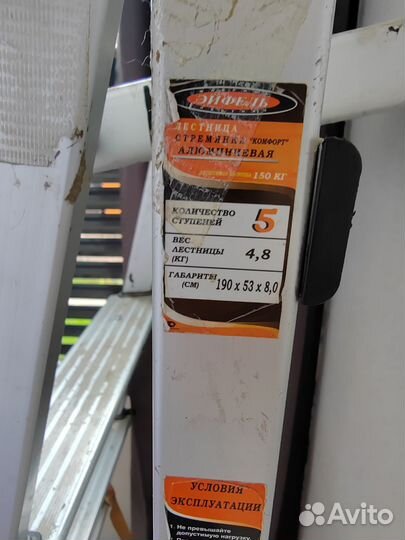 ЭЙФЕЛЬ
ЛЕСТНИЦА
СТРЕМЯНКА "КОМФОРТ"
АЛЮМИНИЕВАЯ
150 КГ
КОЛИЧЕСТВО
СТУПЕНЕЙ
5
ВЕС
ЛЕСТНИЦЫ
(КГ)
4,8
ГАБАРИТЫ
(СМ)
190 x 53 x 8,0
УСЛОВИЯ
ЭКСПЛУАТАЦИИ
1. Не превышайте
допустимую нагрузку.
Avito